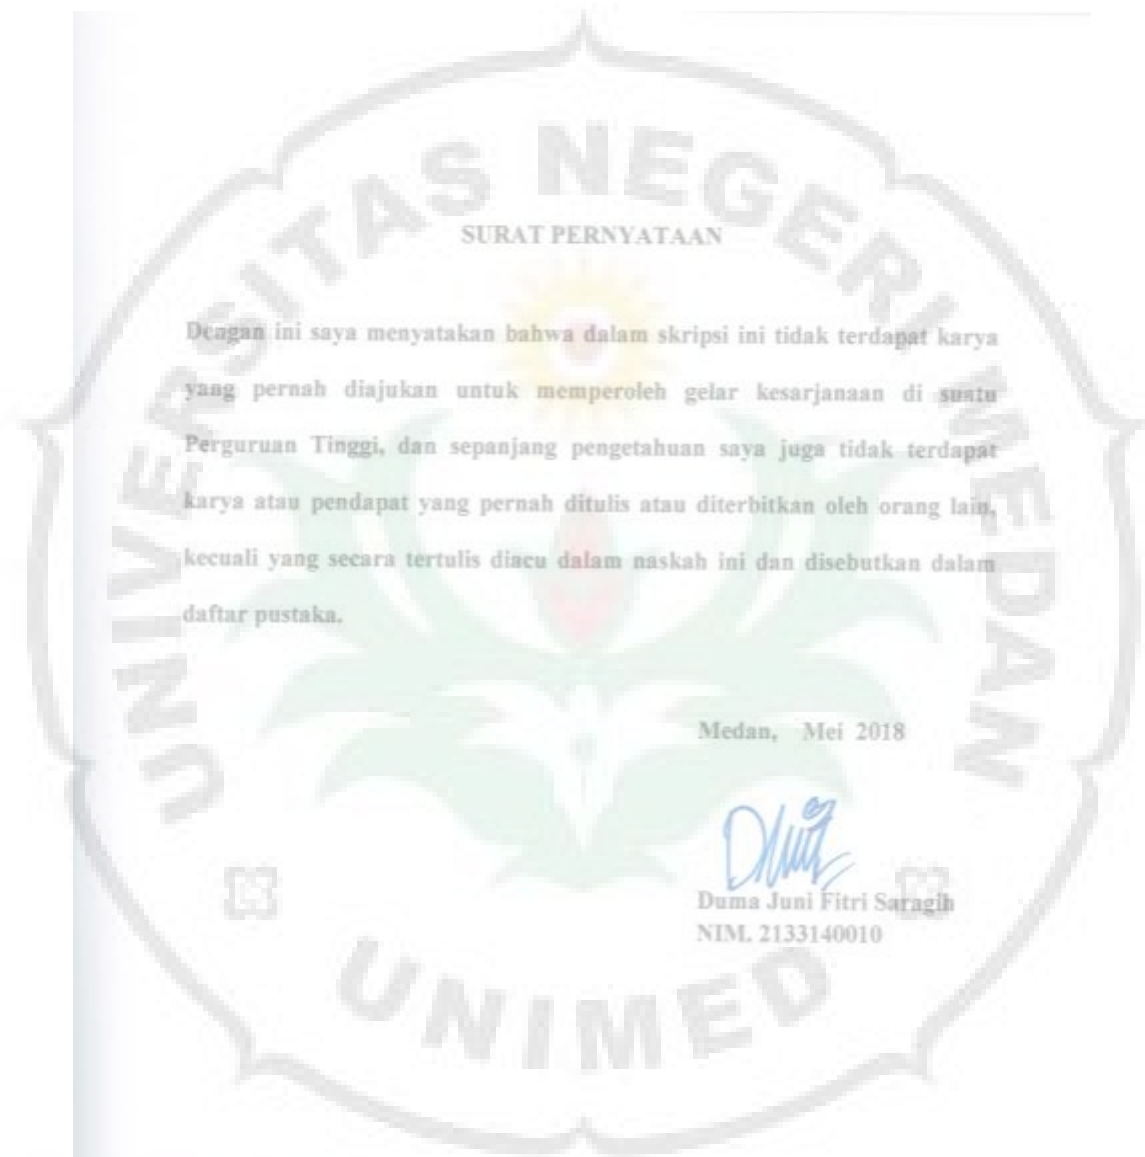 UNIVERSITAS NEGERI MEDAN
SURAT PERNYATAAN
Dengan ini saya menyatakan bahwa dalam skripsi ini tidak terdapat karya
yang pernah diajukan untuk memperoleh gelar kesarjanaan di suatu
Perguruan Tinggi, dan sepanjang pengetahuan saya juga tidak terdapat
karya atau pendapat yang pernah ditulis atau diterbitkan oleh orang lain,
kecuali yang secara tertulis diacu dalam naskah ini dan disebutkan dalam
daftar pustaka.
Medan, Mei 2018
Duma Juni Fitri Saragih
NIM. 2133140010
UNIMED